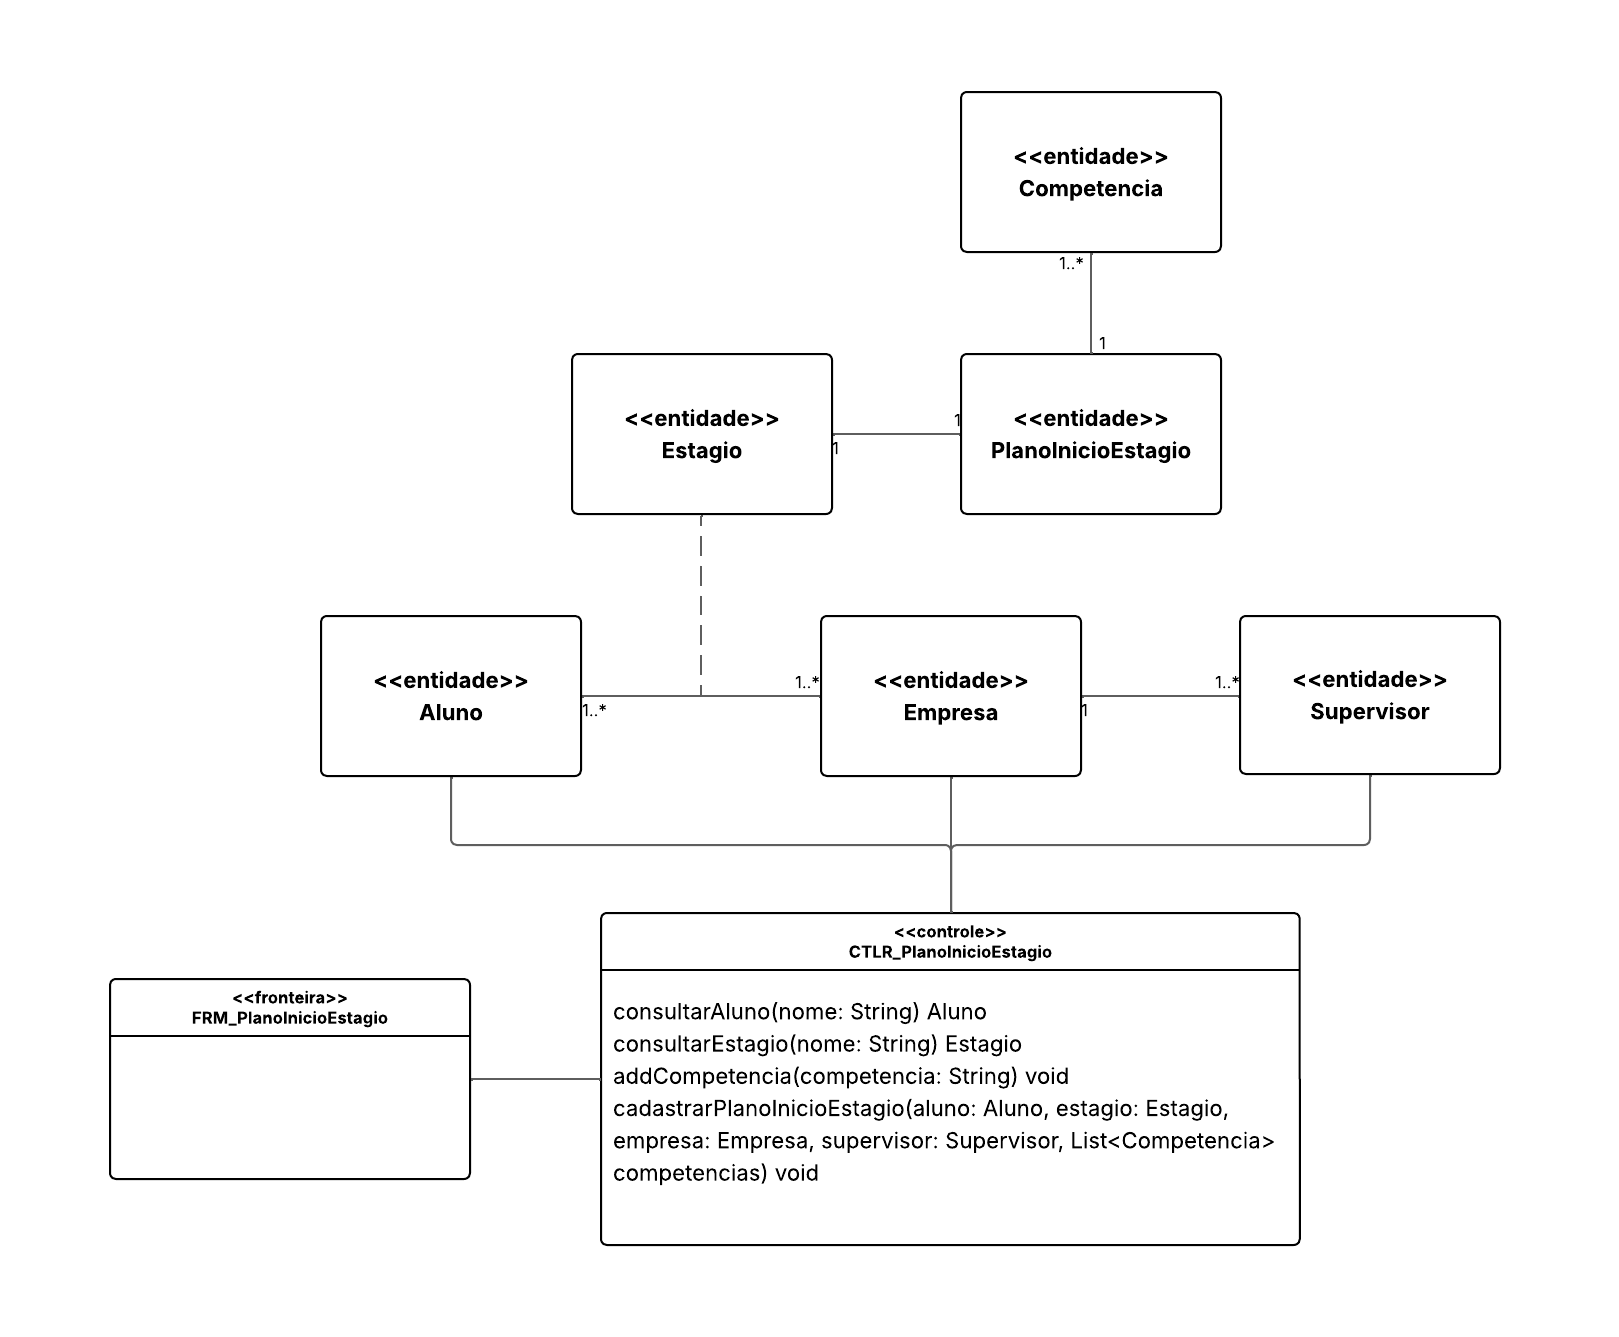 <<entidade>>
Competencia
1..*
1
<<entidade>>
Estagio
1
1
<<entidade>>
PlanoInicioEstagio
<<entidade>>
Aluno
1..*
1..*
<<entidade>>
Empresa
1
1..*
<<entidade>>
Supervisor
<<controle>>
CTLR_PlanoInicioEstagio
consultarAluno(nome: String) Aluno
consultarEstagio(nome: String) Estagio
addCompetencia(competencia: String) void
cadastrarPlanoInicioEstagio(aluno: Aluno, estagio: Estagio,
empresa: Empresa, supervisor: Supervisor, List<Competencia>
competencias) void
<<fronteira>>
FRM_PlanoInicioEstagio